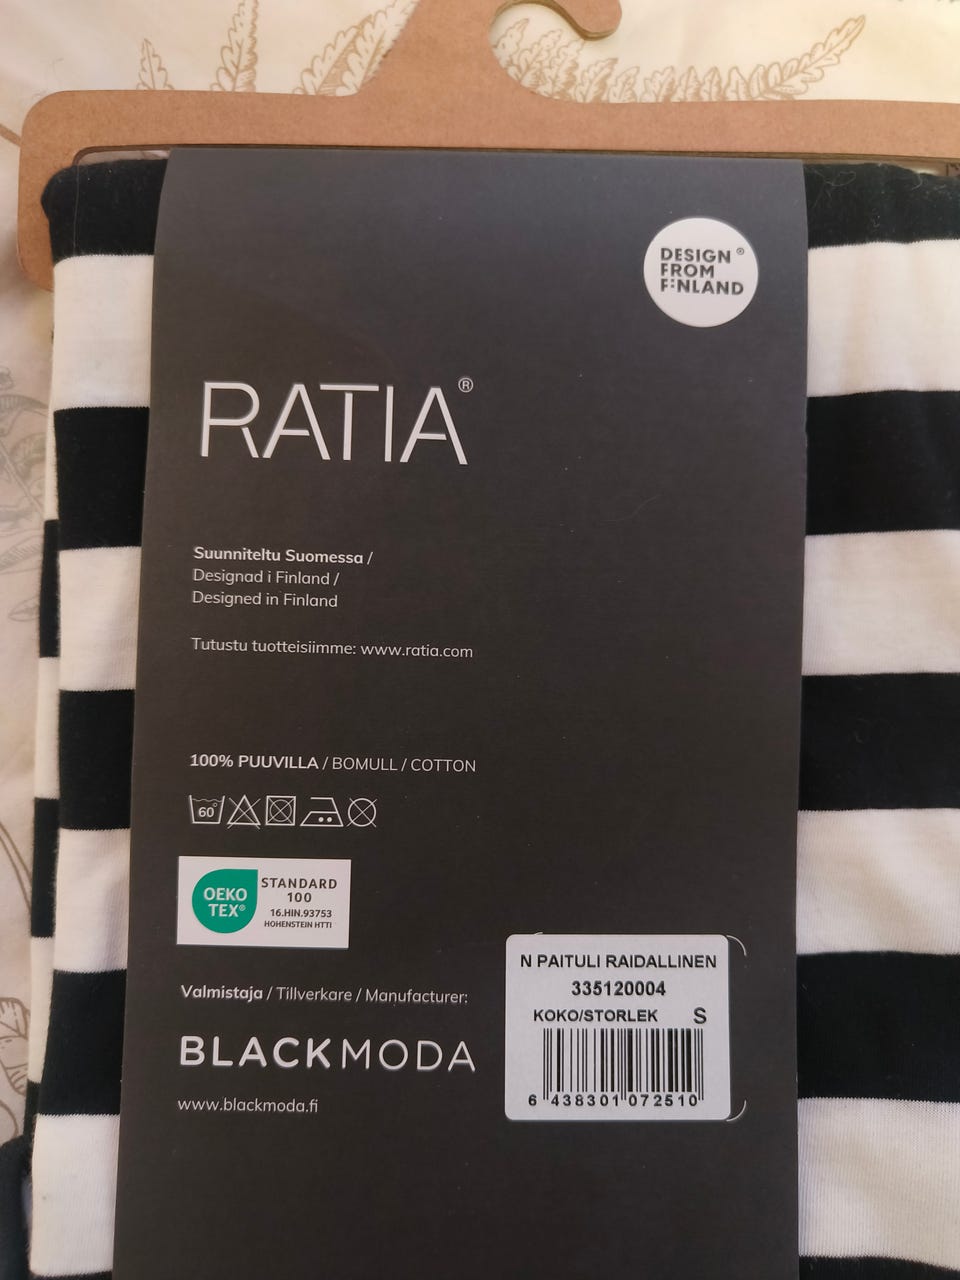 DESIGN ®
FROM
FINLAND
RATIA®
Suunniteltu Suomessa /
Designad i Finland /
Designed in Finland
Tutustu tuotteisiimme: www.ratia.com
100% PUUVILLA / BOMULL / COTTON
60°
OEKO
TEX®
STANDARD
100
16.HIN.93753
HOHENSTEIN HTTI
Valmistaja / Tillverkare / Manufacturer:
BLACKMODA
www.blackmoda.fi
N PAITULI RAIDALLINEN
335120004
KOKO/STORLEK S
6 438301 072510